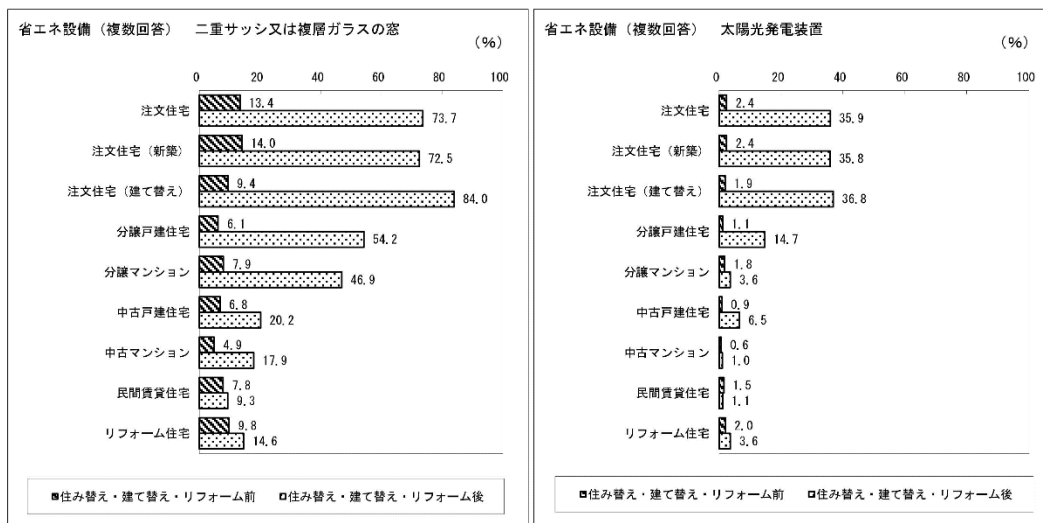 省エネ設備（複数回答）　二重サッシ又は複層ガラスの窓
（％）
0 20 40 60 80 100
注文住宅 13.4
73.7
注文住宅（新築） 14.0
72.5
注文住宅（建て替え） 9.4
84.0
分譲戸建住宅 6.1
54.2
分譲マンション 7.9
46.9
中古戸建住宅 6.8
20.2
中古マンション 4.9
17.9
民間賃貸住宅 7.8
9.3
リフォーム住宅 9.8
14.6
住み替え・建て替え・リフォーム前 住み替え・建て替え・リフォーム後
省エネ設備（複数回答）　太陽光発電装置
（％）
0 20 40 60 80 100
注文住宅 2.4
35.9
注文住宅（新築） 2.4
35.8
注文住宅（建て替え） 1.9
36.8
分譲戸建住宅 1.1
14.7
分譲マンション 1.8
3.6
中古戸建住宅 0.9
6.5
中古マンション 0.6
1.0
民間賃貸住宅 1.5
1.1
リフォーム住宅 2.0
3.6
住み替え・建て替え・リフォーム前 住み替え・建て替え・リフォーム後